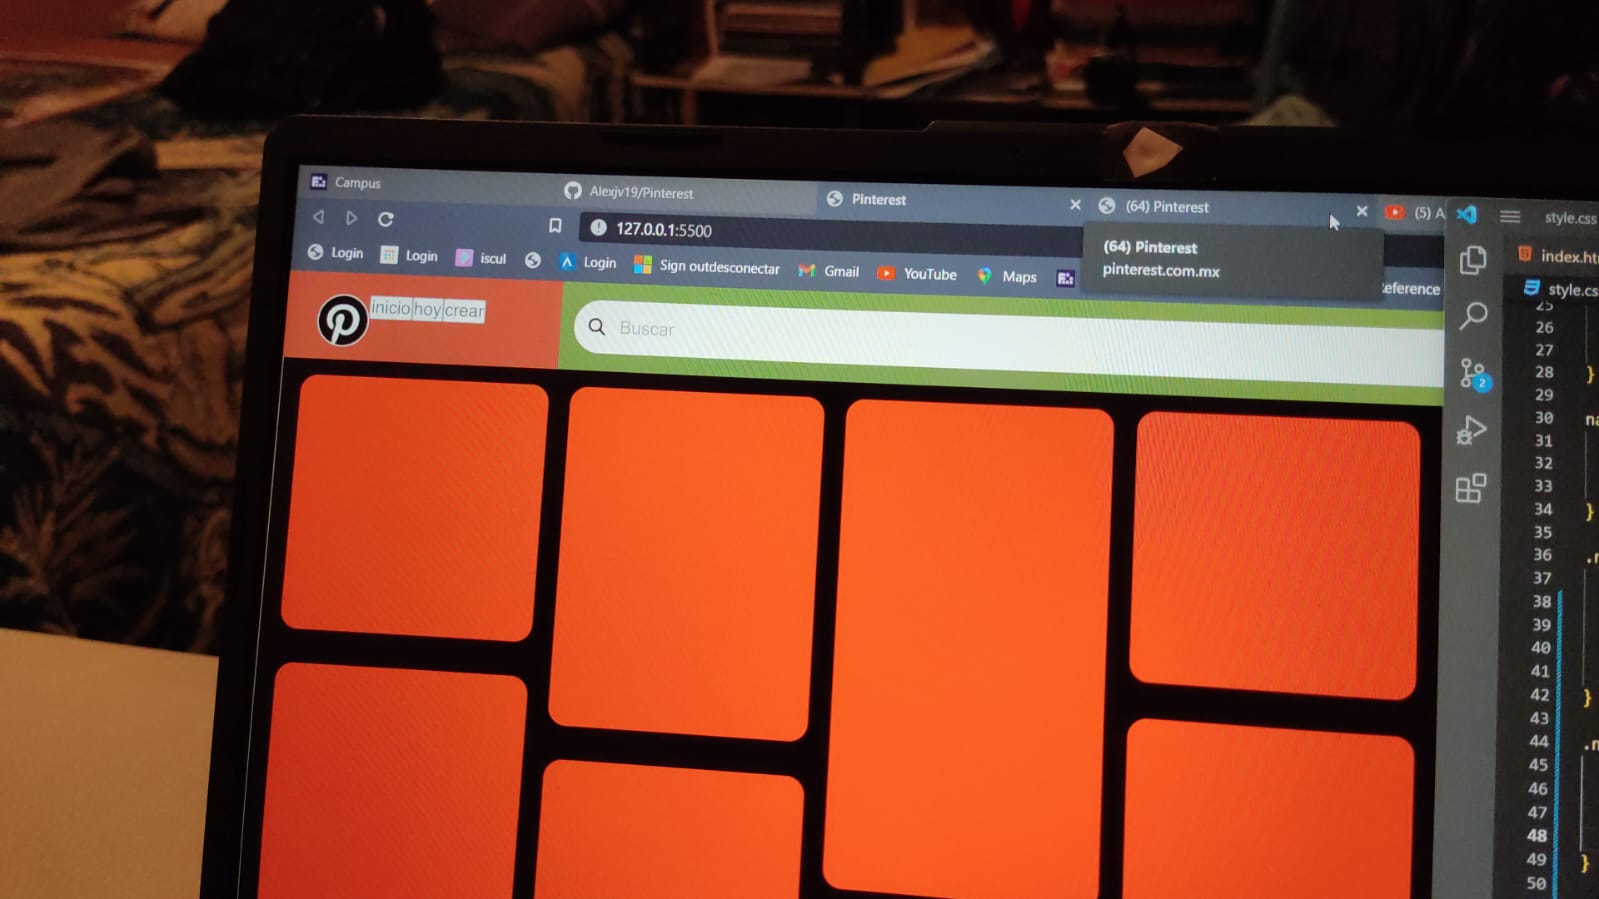 Campus
Alexjv19/Pinterest
Pinterest
(64) Pinterest
(5) A
127.0.0.1:5500
(64) Pinterest
pinterest.com.mx
Login
Login
iscul
Login
Sign outdesconectar
Gmail
YouTube
Maps
eference
inicio hoy crear
Buscar
style.css
index.ht
style.cs
2
25
26
27
28 }
29
30 na
31
32
33
34 }
35
36 .n
37
38
39
40
41
42 }
43
44 .n
45
46
47
48
49 }
50